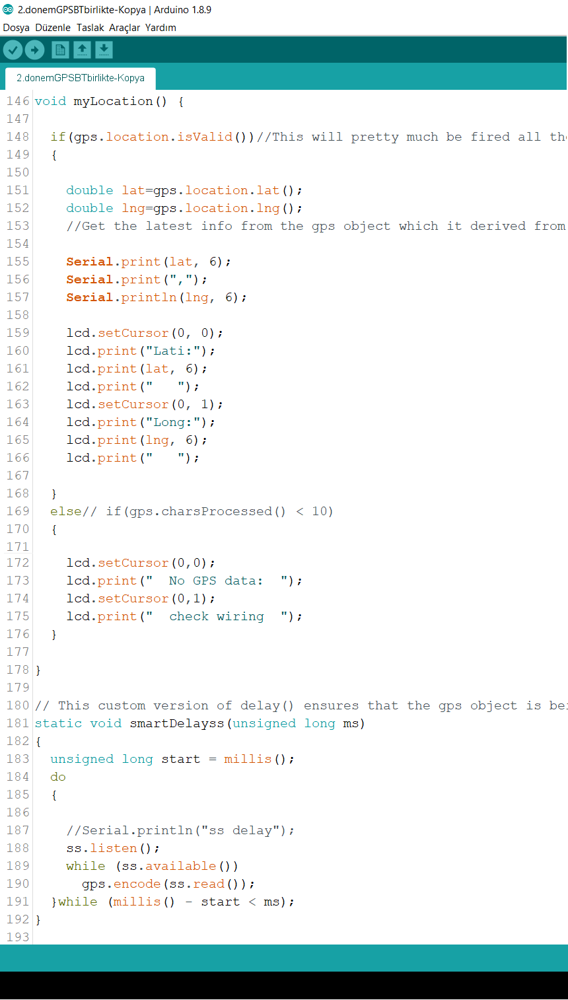 2.donemGPSBTbirlikte-Kopya | Arduino 1.8.9
Dosya Düzenle Taslak Araçlar Yardım
2.donemGPSBTbirlikte-Kopya
146 void myLocation() {
147
148   if(gps.location.isValid())//This will pretty much be fired all the
149   {
150
151     double lat=gps.location.lat();
152     double lng=gps.location.lng();
153     //Get the latest info from the gps object which it derived from
154
155     Serial.print(lat, 6);
156     Serial.print(",");
157     Serial.println(lng, 6);
158
159     lcd.setCursor(0, 0);
160     lcd.print("Lati:");
161     lcd.print(lat, 6);
162     lcd.print("   ");
163     lcd.setCursor(0, 1);
164     lcd.print("Long:");
165     lcd.print(lng, 6);
166     lcd.print("   ");
167
168   }
169   else// if(gps.charsProcessed() < 10)
170   {
171
172     lcd.setCursor(0,0);
173     lcd.print("  No GPS data:  ");
174     lcd.setCursor(0,1);
175     lcd.print("  check wiring  ");
176   }
177
178 }
179
180 // This custom version of delay() ensures that the gps object is
181 static void smartDelayss(unsigned long ms)
182 {
183   unsigned long start = millis();
184   do
185   {
186
187     //Serial.println("ss delay");
188     ss.listen();
189     while (ss.available())
190       gps.encode(ss.read());
191   }while (millis() - start < ms);
192 }
193